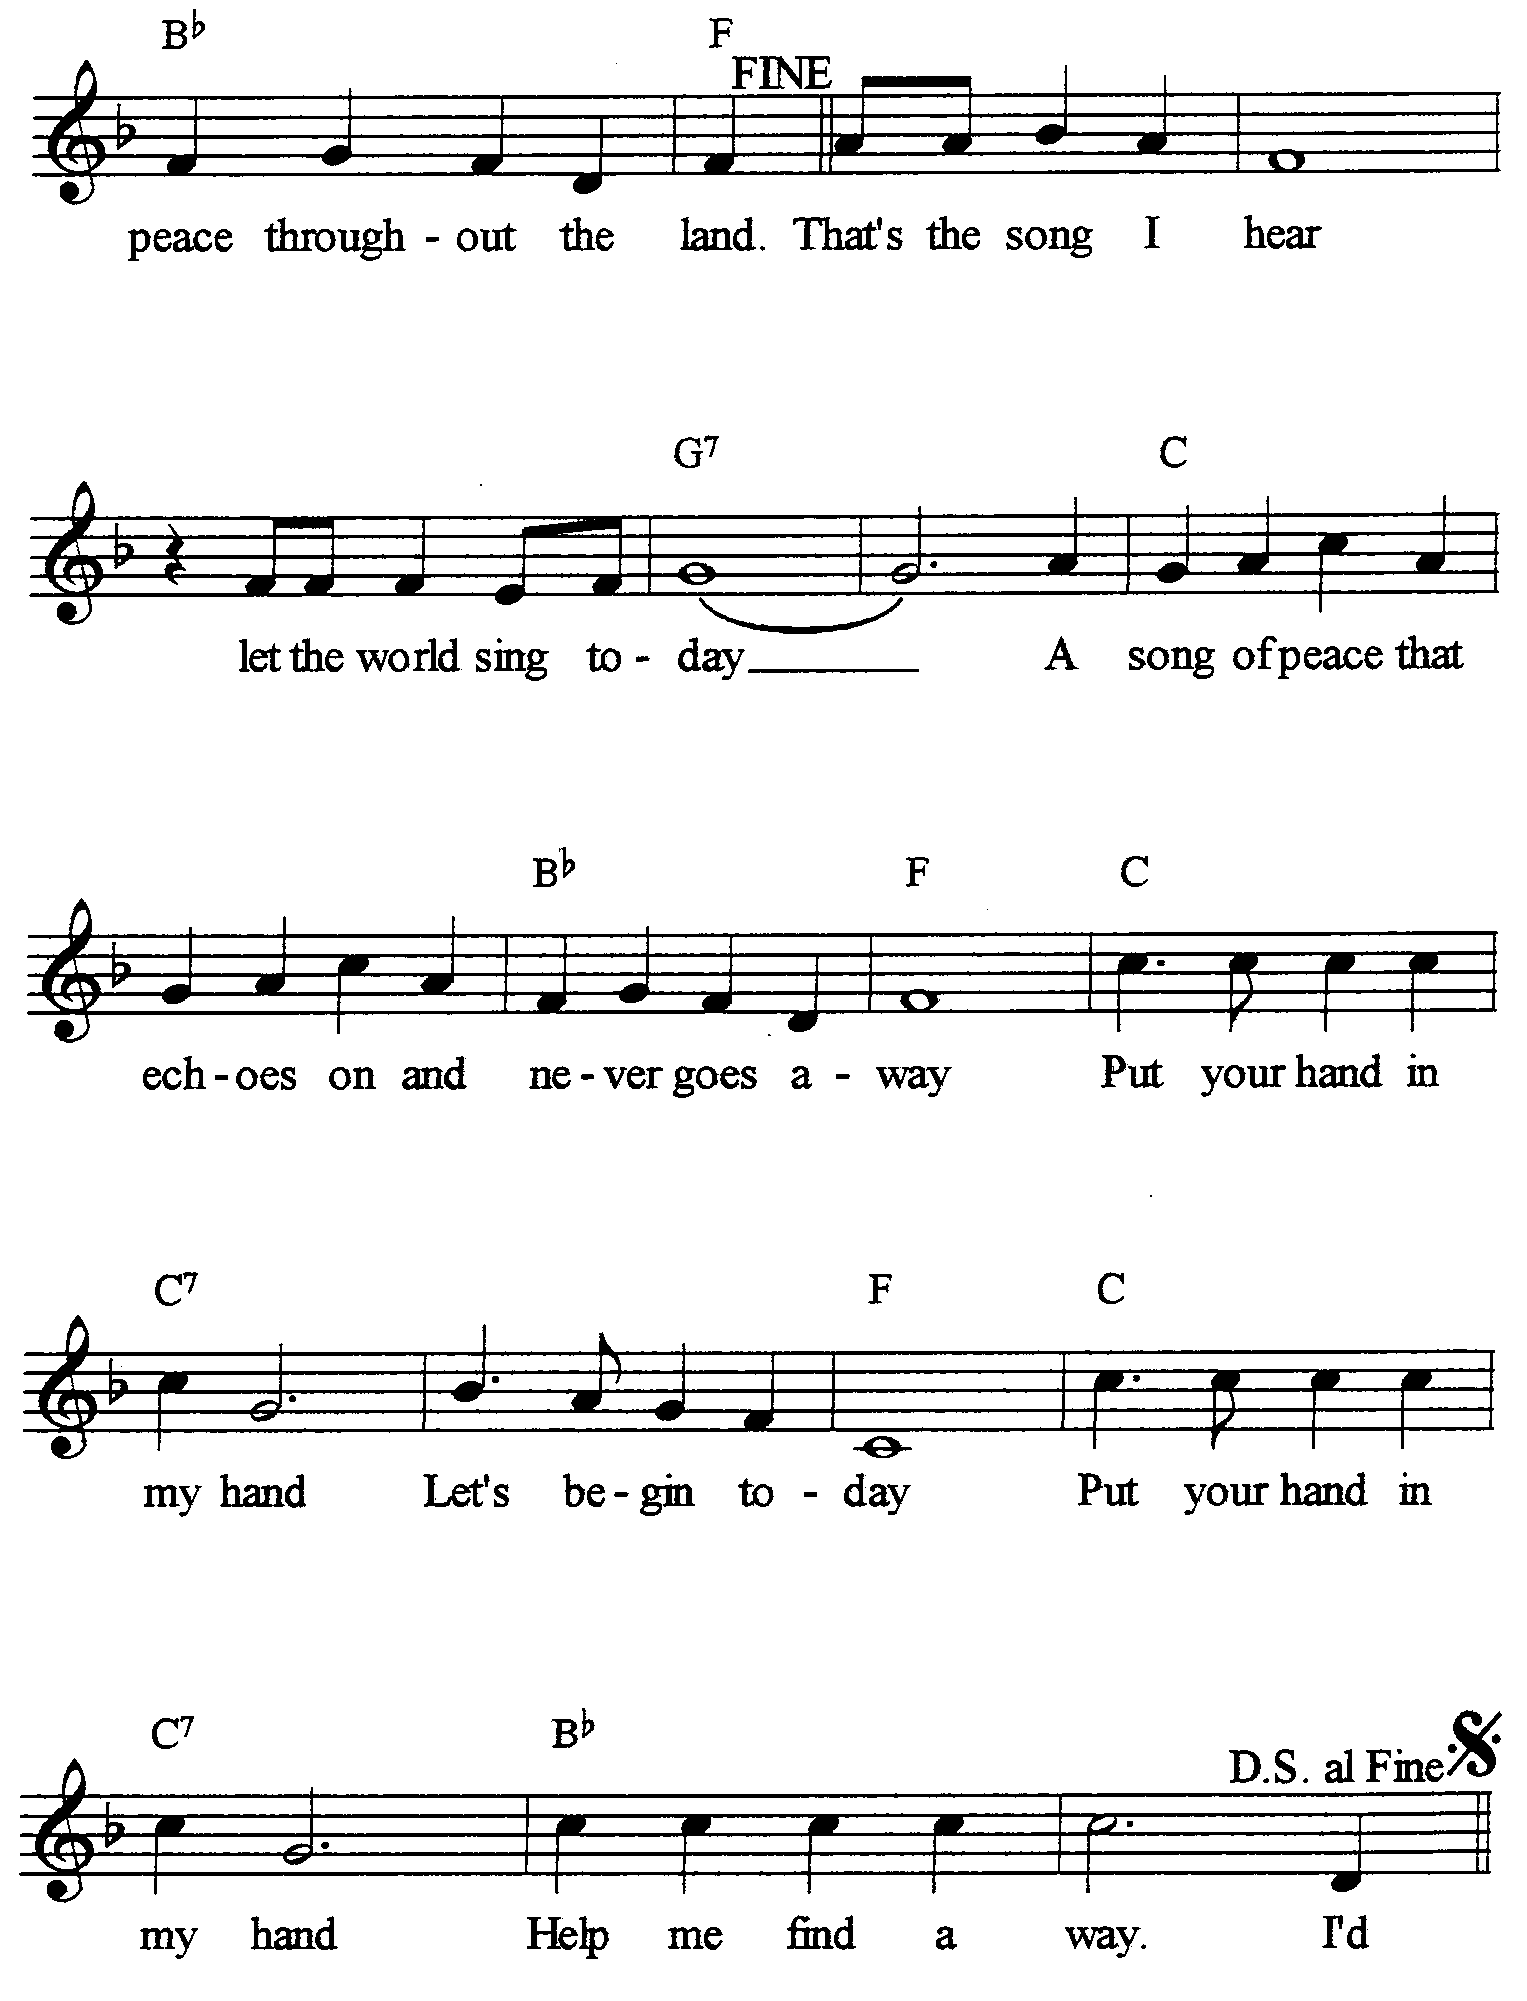 B♭ F
FINE
peace through - out the land. That's the song I hear
G7 C
let the world sing to - day______ A song of peace that
B♭ F C
ech - oes on and ne - ver goes a - way Put your hand in
C7 F C
my hand Let's be - gin to - day Put your hand in
C7 B♭
D.S. al Fine
my hand Help me find a way. I'd